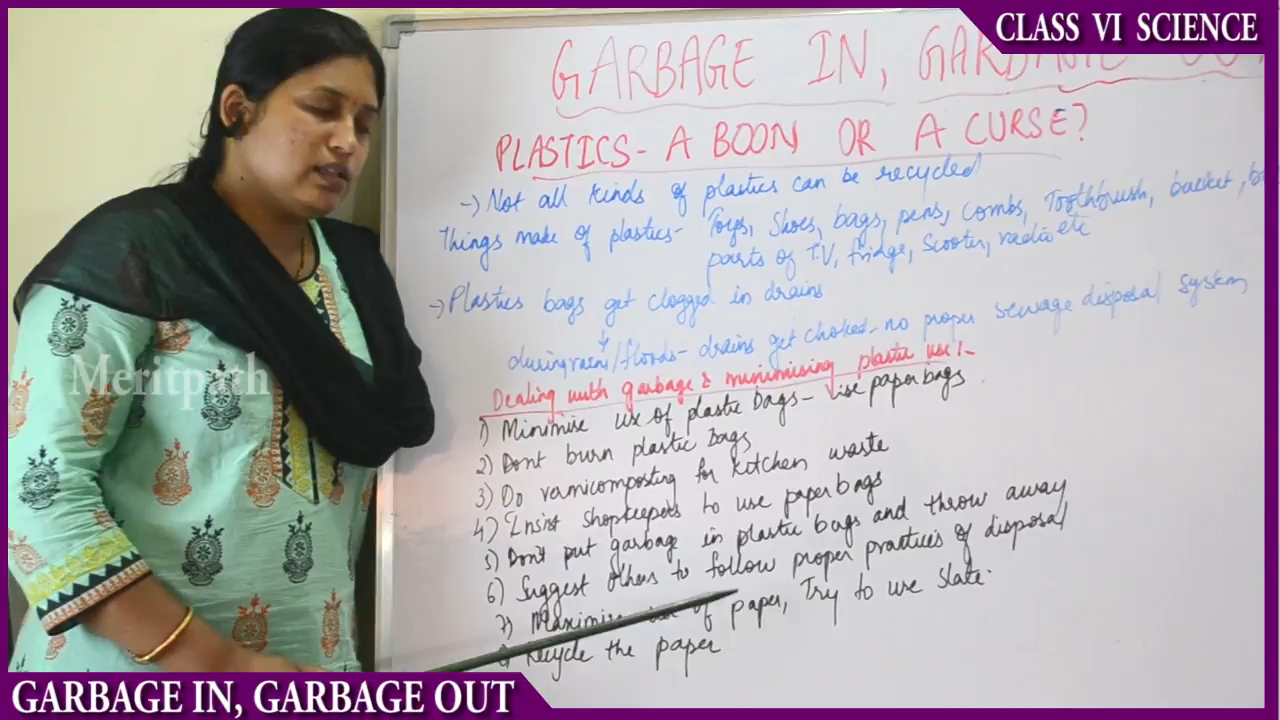 CLASS VI SCIENCE
GARBAGE IN, GARBAGE
PLASTICS - A BOON OR A CURSE?
→ Not all kinds of plastics can be recycled
Things make of plastics - Toys, Shoes, bags, pens, combs, Toothbrush, bucket,
parts of T.V, fridge, Scooter, radio etc
→ Plastics bags get clogged in drains
during rains/floods - drains get choked - no proper sewage disposal system
Dealing with garbage & minimising plastic use:-
1) Minimise use of plastic bags - Use paper bags
2) Dont burn plastic bags
3) Do vamicomposting for kitchen waste
4) Insist shopkeepers to use paper bags
5) Don't put garbage in plastic bags and throw away
6) Suggest others to follow proper practices of disposal
7) Maximise use of paper, Try to use slate.
Recycle the paper
Meritpath
GARBAGE IN, GARBAGE OUT